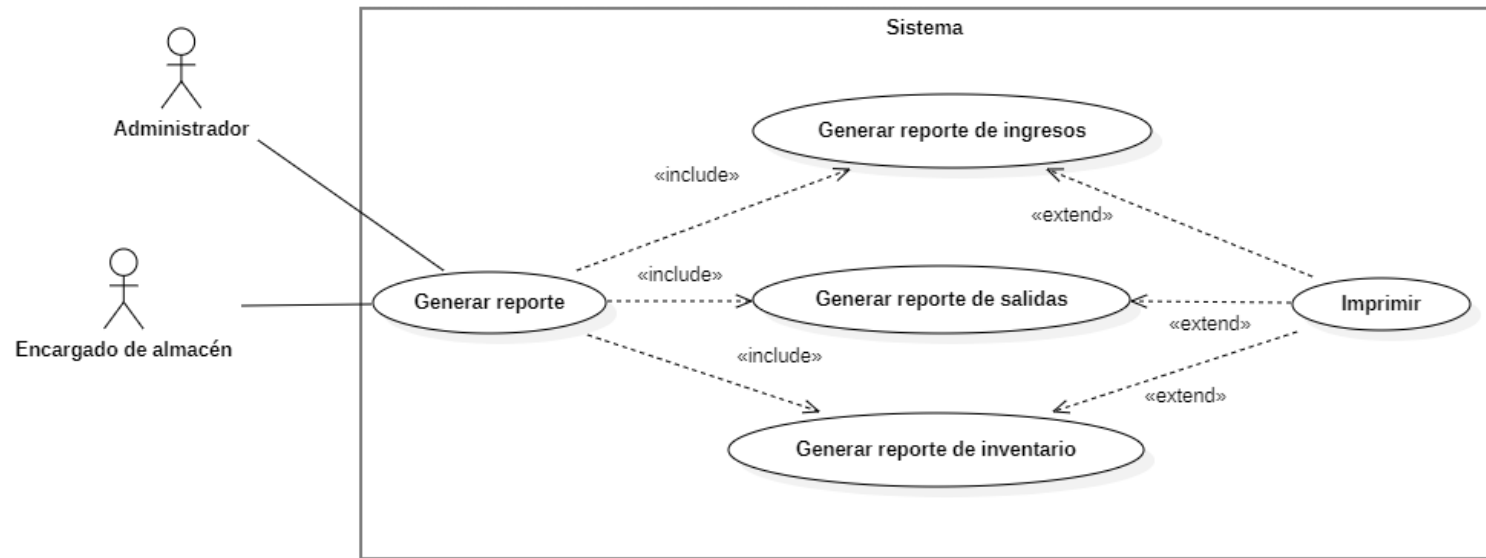 Sistema
Administrador
Generar reporte de ingresos
«include»
«extend»
Encargado de almacén
Generar reporte
«include»
Generar reporte de salidas
«extend»
Imprimir
«include»
«extend»
Generar reporte de inventario